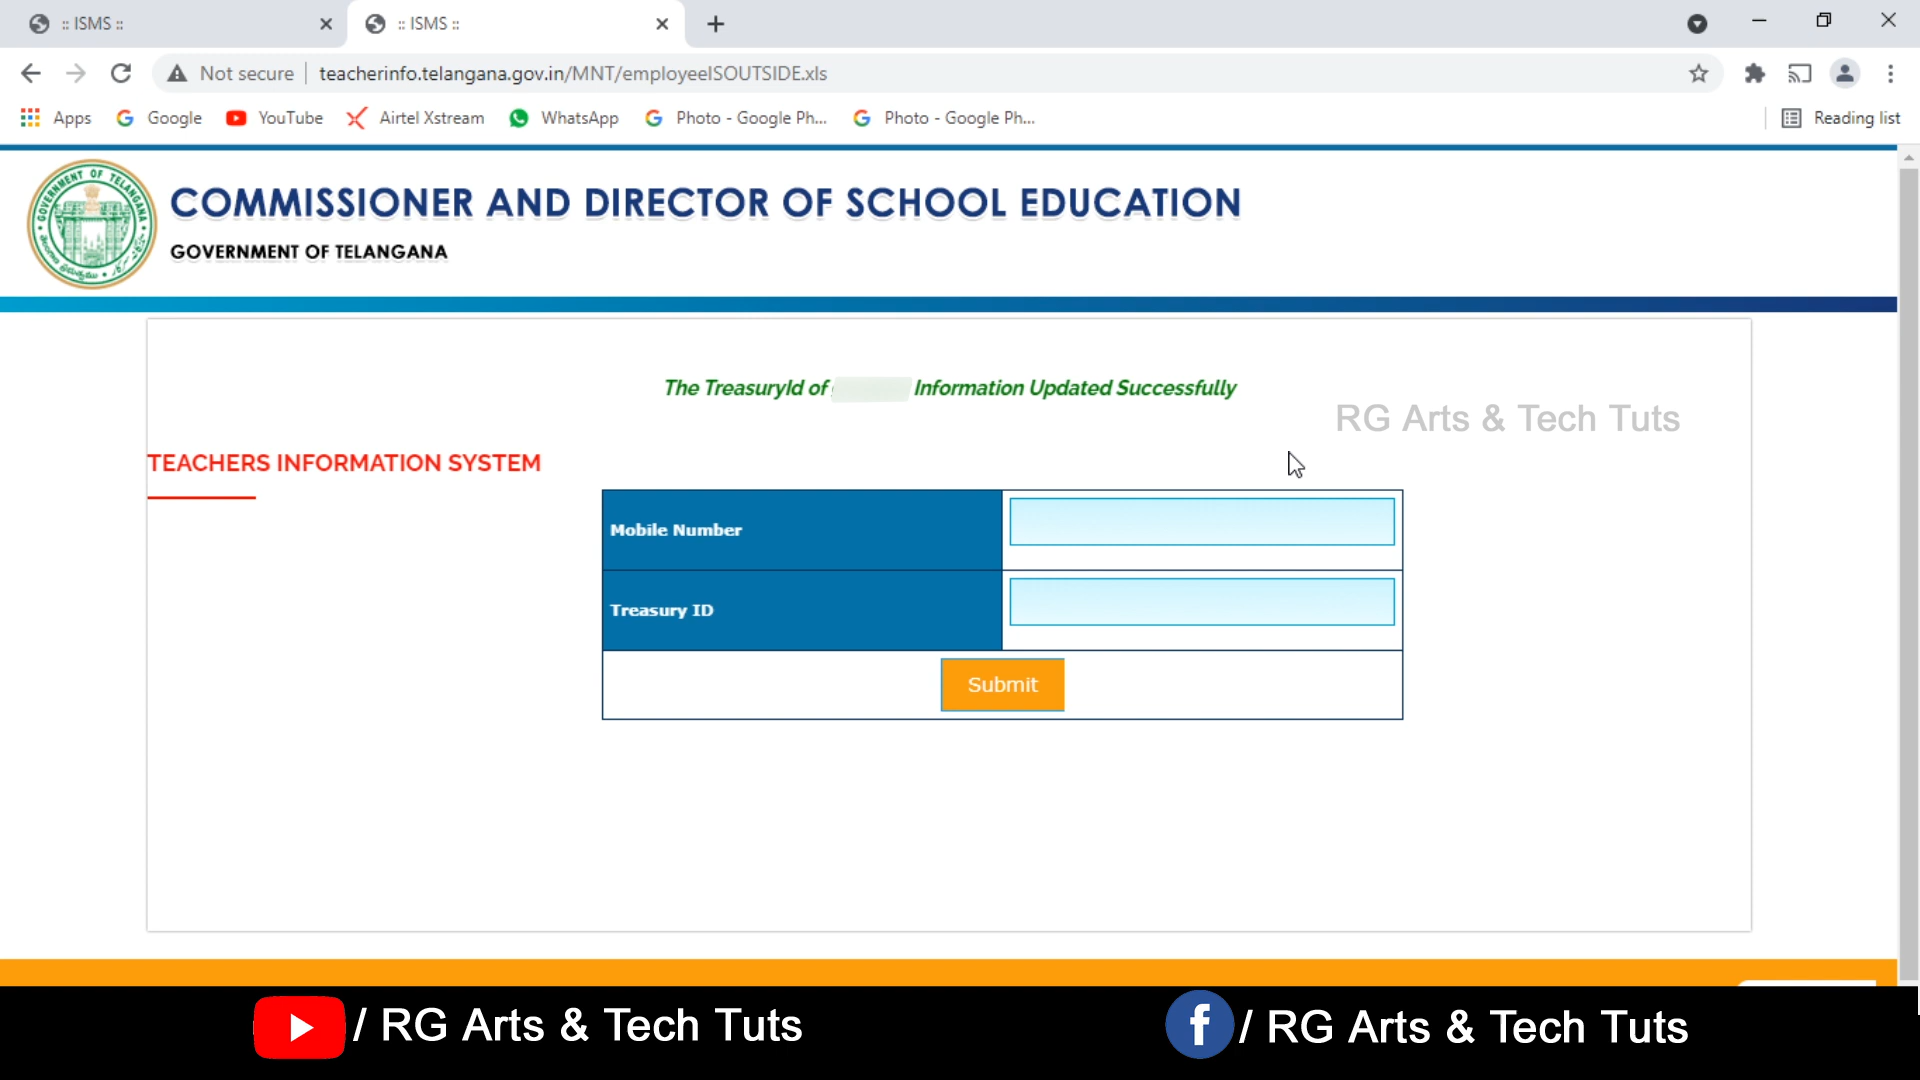 :: ISMS ::
:: ISMS ::
Not secure
teacherinfo.telangana.gov.in/MNT/employeeISOUTSIDE.xls
Apps
Google
YouTube
Airtel Xstream
WhatsApp
Photo - Google Ph...
Photo - Google Ph...
Reading list
GOVERNMENT OF TELANGANA
COMMISSIONER AND DIRECTOR OF SCHOOL EDUCATION
GOVERNMENT OF TELANGANA
The TreasuryId of Information Updated Successfully
RG Arts & Tech Tuts
TEACHERS INFORMATION SYSTEM
Mobile Number
Treasury ID
Submit
/ RG Arts & Tech Tuts
f / RG Arts & Tech Tuts